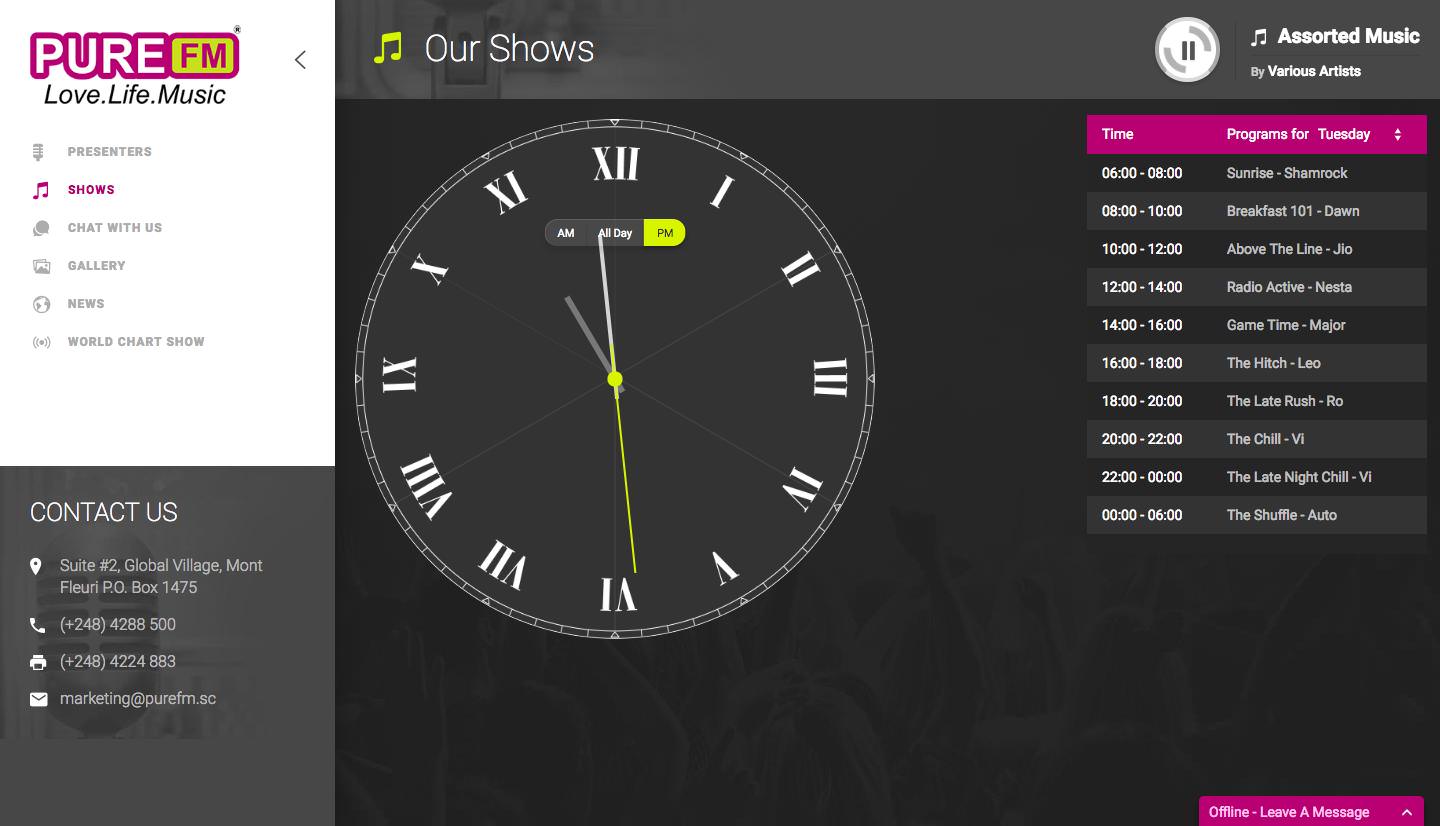 PURE FM®
Love.Life.Music
PRESENTERS
SHOWS
CHAT WITH US
GALLERY
NEWS
WORLD CHART SHOW
CONTACT US
Suite #2, Global Village, Mont
Fleuri P.O. Box 1475
(+248) 4288 500
(+248) 4224 883
marketing@purefm.sc
Our Shows
Assorted Music
By Various Artists
XII
I
II
III
IV
V
VI
VII
VIII
IX
X
XI
AM All Day PM
Time Programs for Tuesday
06:00 - 08:00 Sunrise - Shamrock
08:00 - 10:00 Breakfast 101 - Dawn
10:00 - 12:00 Above The Line - Jio
12:00 - 14:00 Radio Active - Nesta
14:00 - 16:00 Game Time - Major
16:00 - 18:00 The Hitch - Leo
18:00 - 20:00 The Late Rush - Ro
20:00 - 22:00 The Chill - Vi
22:00 - 00:00 The Late Night Chill - Vi
00:00 - 06:00 The Shuffle - Auto
Offline - Leave A Message